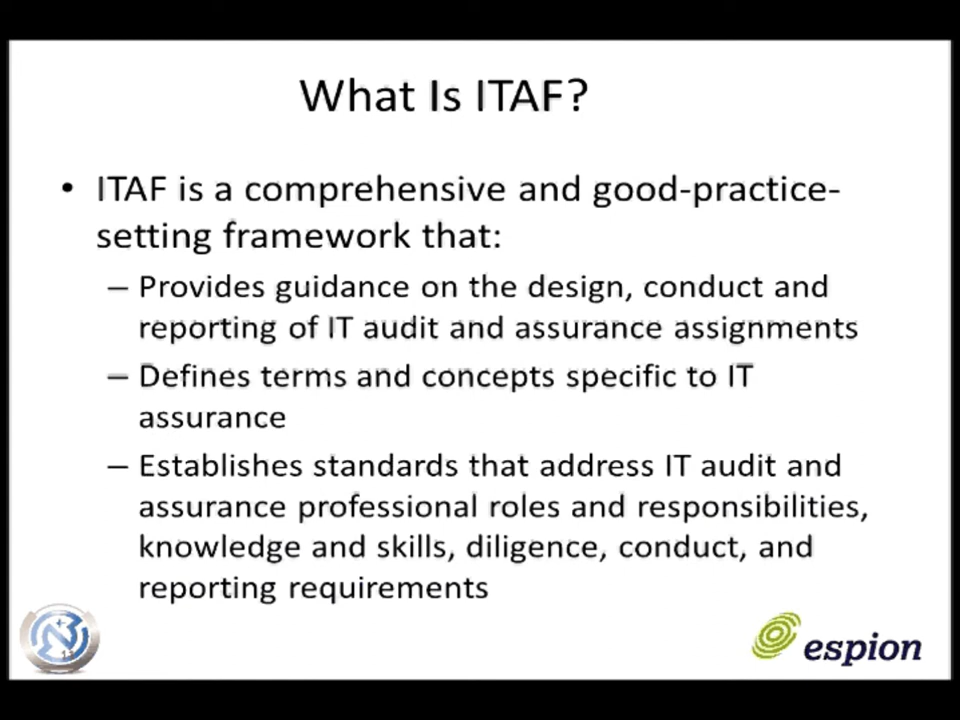 What Is ITAF?
• ITAF is a comprehensive and good-practice-
setting framework that:
– Provides guidance on the design, conduct and
reporting of IT audit and assurance assignments
– Defines terms and concepts specific to IT
assurance
– Establishes standards that address IT audit and
assurance professional roles and responsibilities,
knowledge and skills, diligence, conduct, and
reporting requirements
espion